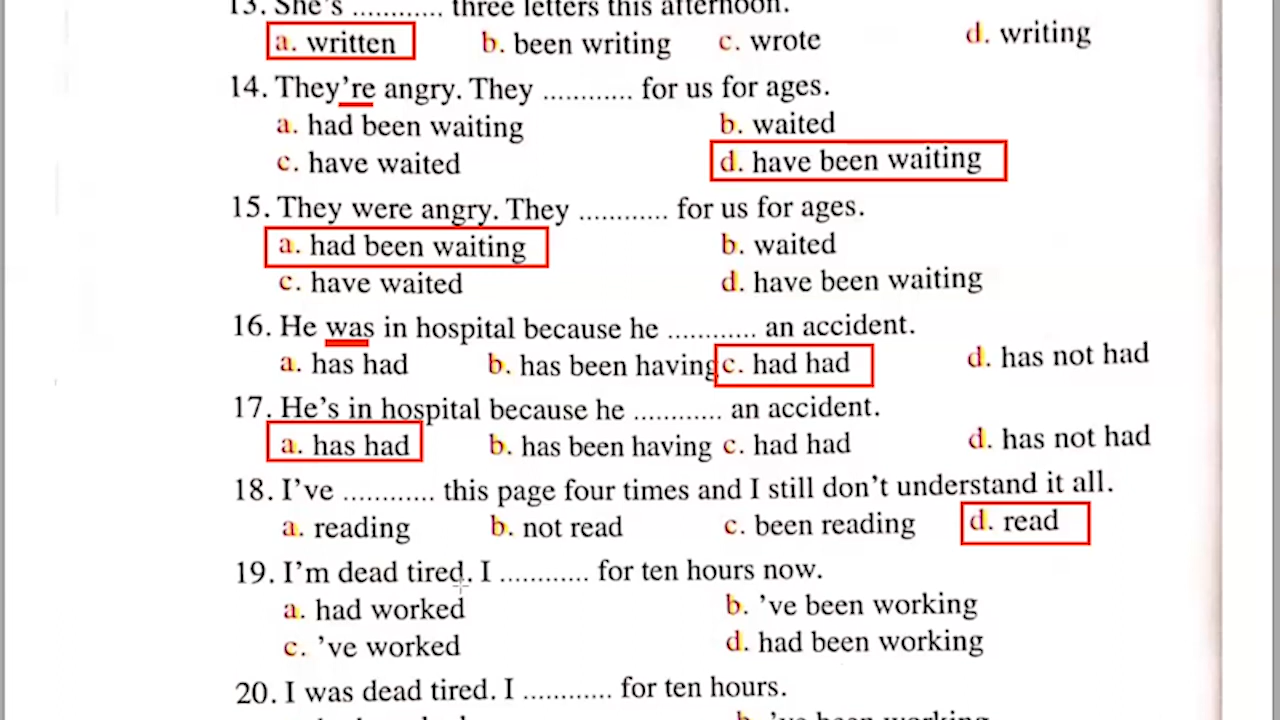 13. She's ............ three letters this afternoon.
a. written b. been writing c. wrote d. writing
14. They're angry. They ............ for us for ages.
a. had been waiting b. waited
c. have waited d. have been waiting
15. They were angry. They ............ for us for ages.
a. had been waiting b. waited
c. have waited d. have been waiting
16. He was in hospital because he ............ an accident.
a. has had b. has been having c. had had d. has not had
17. He's in hospital because he ............ an accident.
a. has had b. has been having c. had had d. has not had
18. I've ............ this page four times and I still don't understand it all.
a. reading b. not read c. been reading d. read
19. I'm dead tired. I ............ for ten hours now.
a. had worked b. 've been working
c. 've worked d. had been working
20. I was dead tired. I ............ for ten hours.
b. 've been working